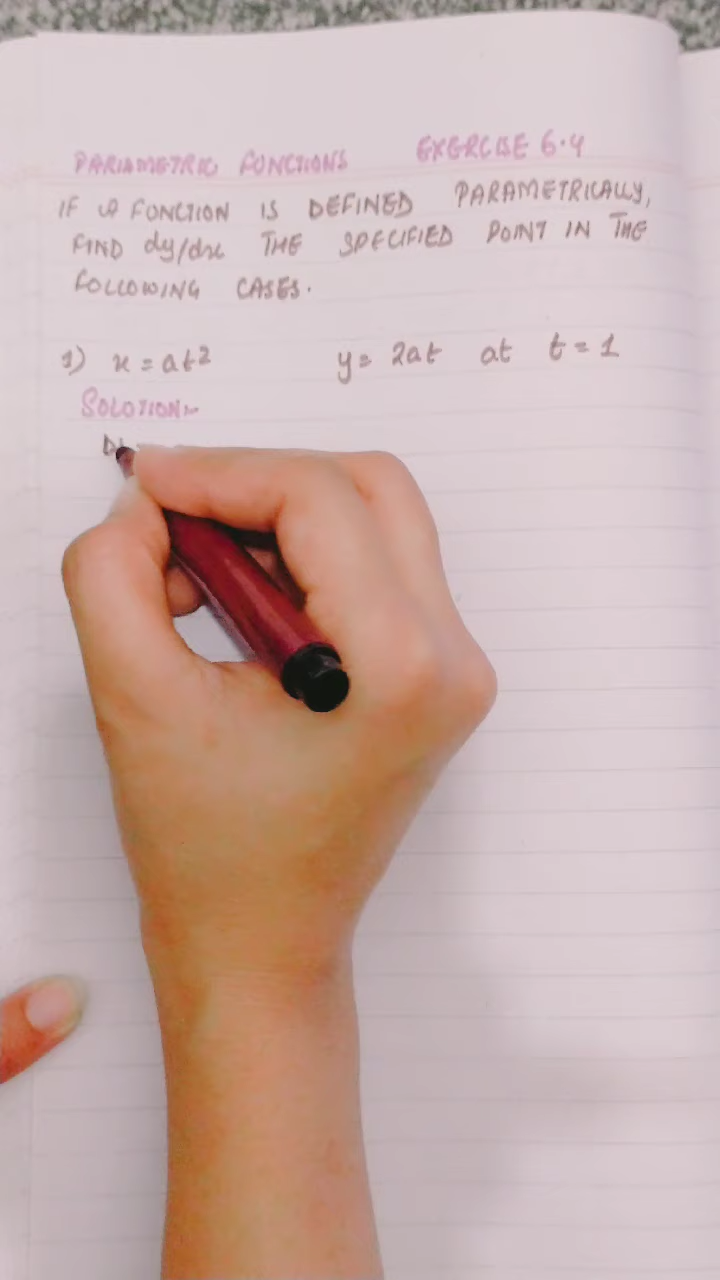 PARAMETRIC FUNCTIONS EXERCISE 6.4
IF A FUNCTION IS DEFINED PARAMETRICALLY,
FIND dy/dx THE SPECIFIED POINT IN THE
FOLLOWING CASES.
1) x = at² y = 2at at t = 1
SOLUTION:-